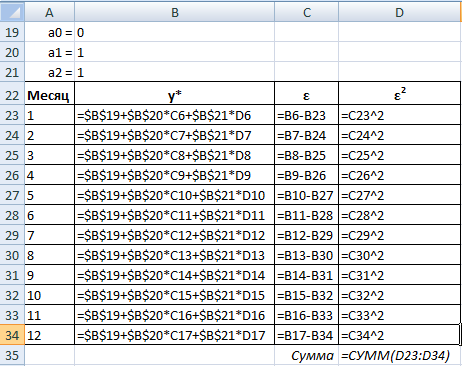 A B C D
19 a0 = 0
20 a1 = 1
21 a2 = 1
22 Месяц y* ε ε²
23 1 =$B$19+$B$20*C6+$B$21*D6 =B6-B23 =C23^2
24 2 =$B$19+$B$20*C7+$B$21*D7 =B7-B24 =C24^2
25 3 =$B$19+$B$20*C8+$B$21*D8 =B8-B25 =C25^2
26 4 =$B$19+$B$20*C9+$B$21*D9 =B9-B26 =C26^2
27 5 =$B$19+$B$20*C10+$B$21*D10 =B10-B27 =C27^2
28 6 =$B$19+$B$20*C11+$B$21*D11 =B11-B28 =C28^2
29 7 =$B$19+$B$20*C12+$B$21*D12 =B12-B29 =C29^2
30 8 =$B$19+$B$20*C13+$B$21*D13 =B13-B30 =C30^2
31 9 =$B$19+$B$20*C14+$B$21*D14 =B14-B31 =C31^2
32 10 =$B$19+$B$20*C15+$B$21*D15 =B15-B32 =C32^2
33 11 =$B$19+$B$20*C16+$B$21*D16 =B16-B33 =C33^2
34 12 =$B$19+$B$20*C17+$B$21*D17 =B17-B34 =C34^2
35 Сумма =СУММ(D23:D34)